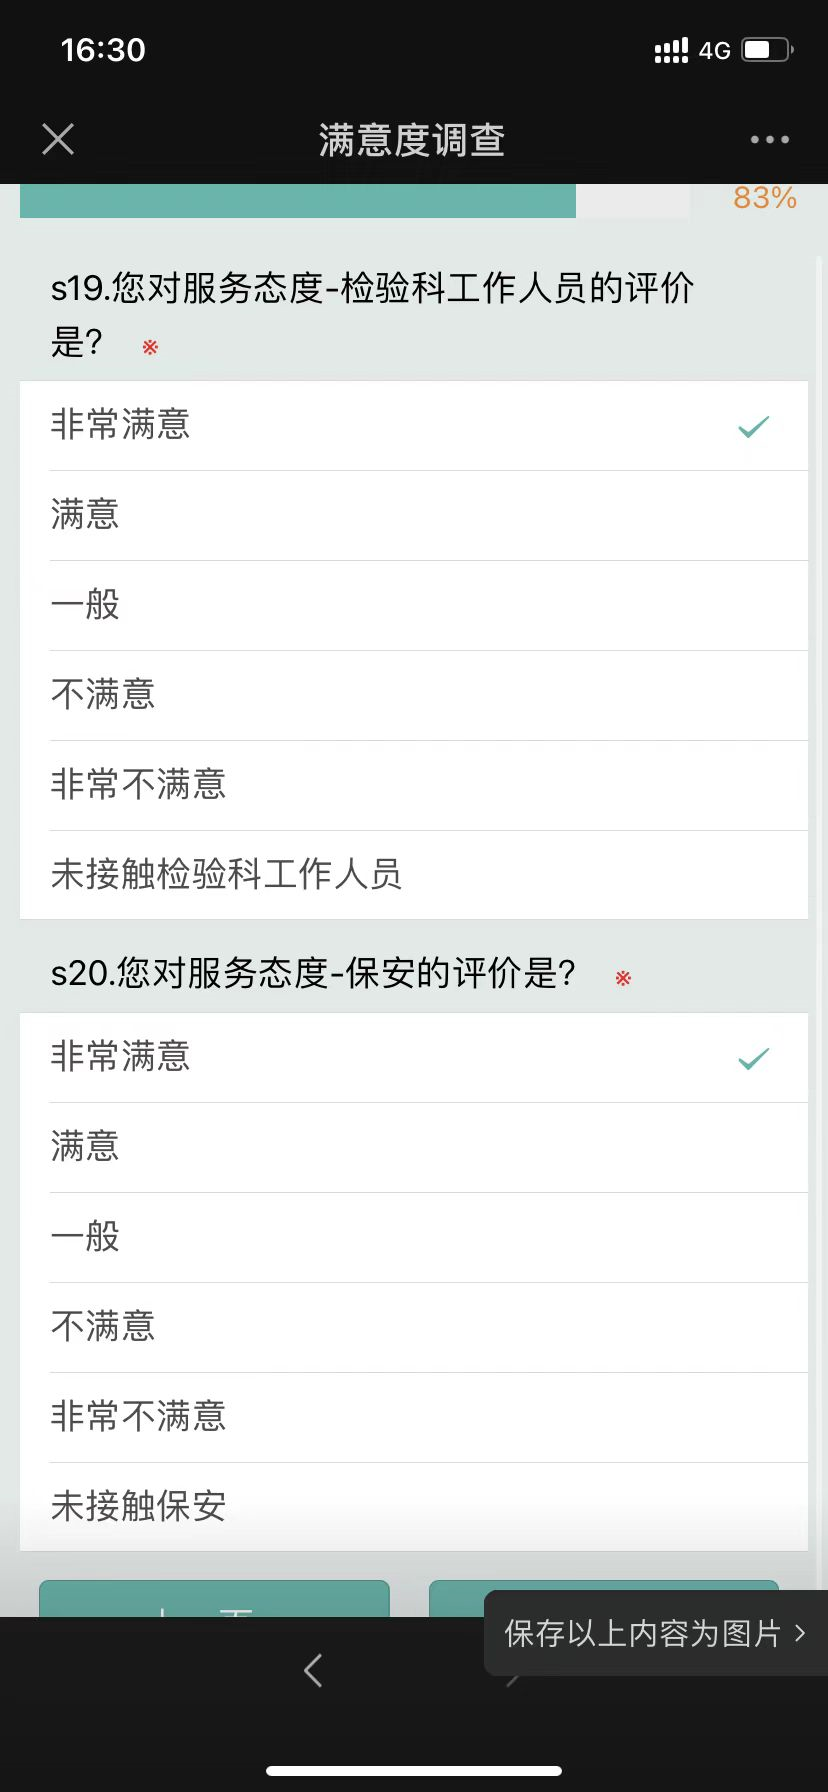 16:30
4G
满意度调查
83%
s19.您对服务态度-检验科工作人员的评价
是? ※
非常满意
满意
一般
不满意
非常不满意
未接触检验科工作人员
s20.您对服务态度-保安的评价是? ※
非常满意
满意
一般
不满意
非常不满意
未接触保安
保存以上内容为图片